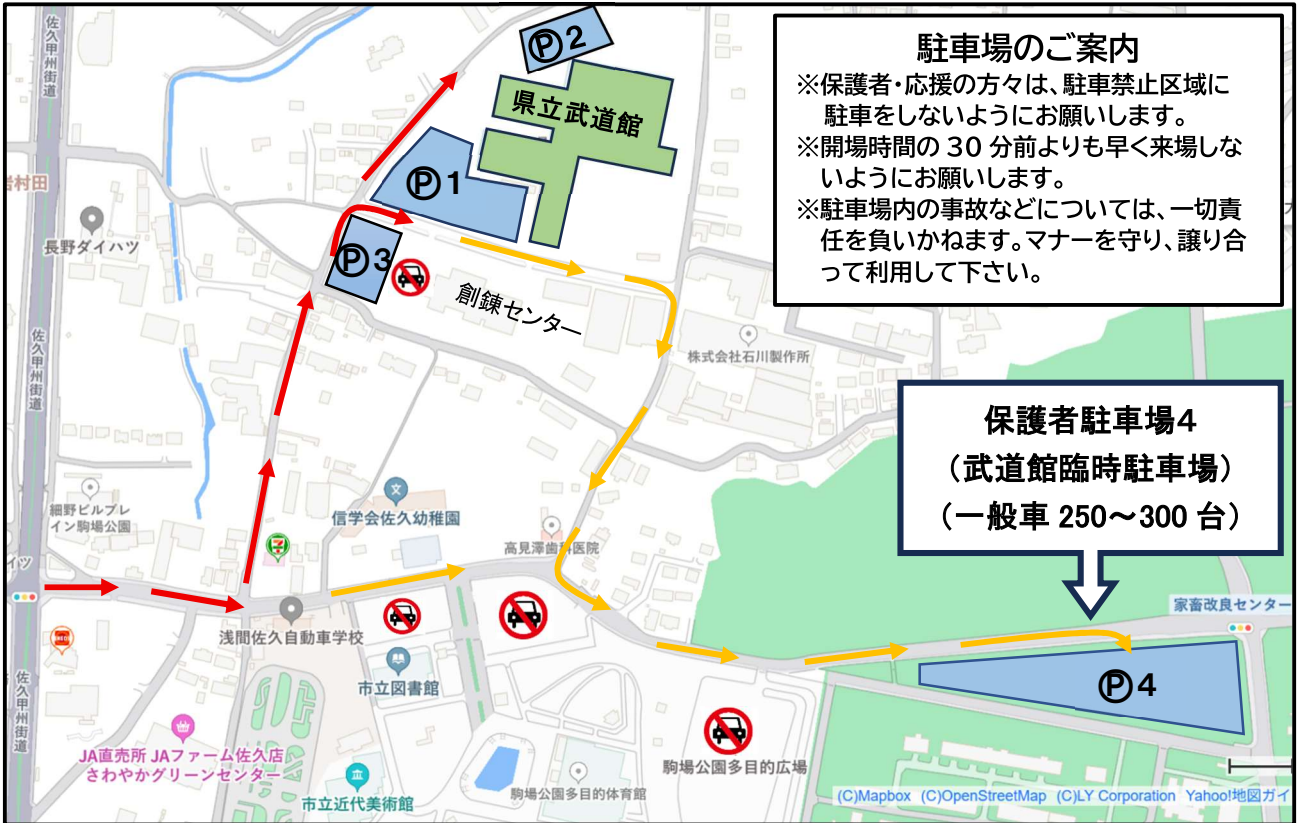 駐車場のご案内
※保護者・応援の方々は、駐車禁止区域に
駐車をしないようにお願いします。
※開場時間の 30 分前よりも早く来場しな
いようにお願いします。
※駐車場内の事故などについては、一切責
任を負いかねます。マナーを守り、譲り合
って利用して下さい。
佐久甲州街道
Ⓟ2
県立武道館
Ⓟ1
岩村田
長野ダイハツ
Ⓟ3
創錬センター
佐久甲州街道
株式会社石川製作所
保護者駐車場4
（武道館臨時駐車場）
（一般車 250～300 台）
細野ビルブレ
イン駒場公園
信学会佐久幼稚園
高見澤歯科医院
イツ
家畜改良センター
浅間佐久自動車学校
市立図書館
Ⓟ4
佐久甲州街道
JA直売所 JAファーム佐久店
さわやかグリーンセンター
駒場公園多目的広場
市立近代美術館
駒場公園多目的体育館
(C)Mapbox (C)OpenStreetMap (C)LY Corporation Yahoo!地図ガイ